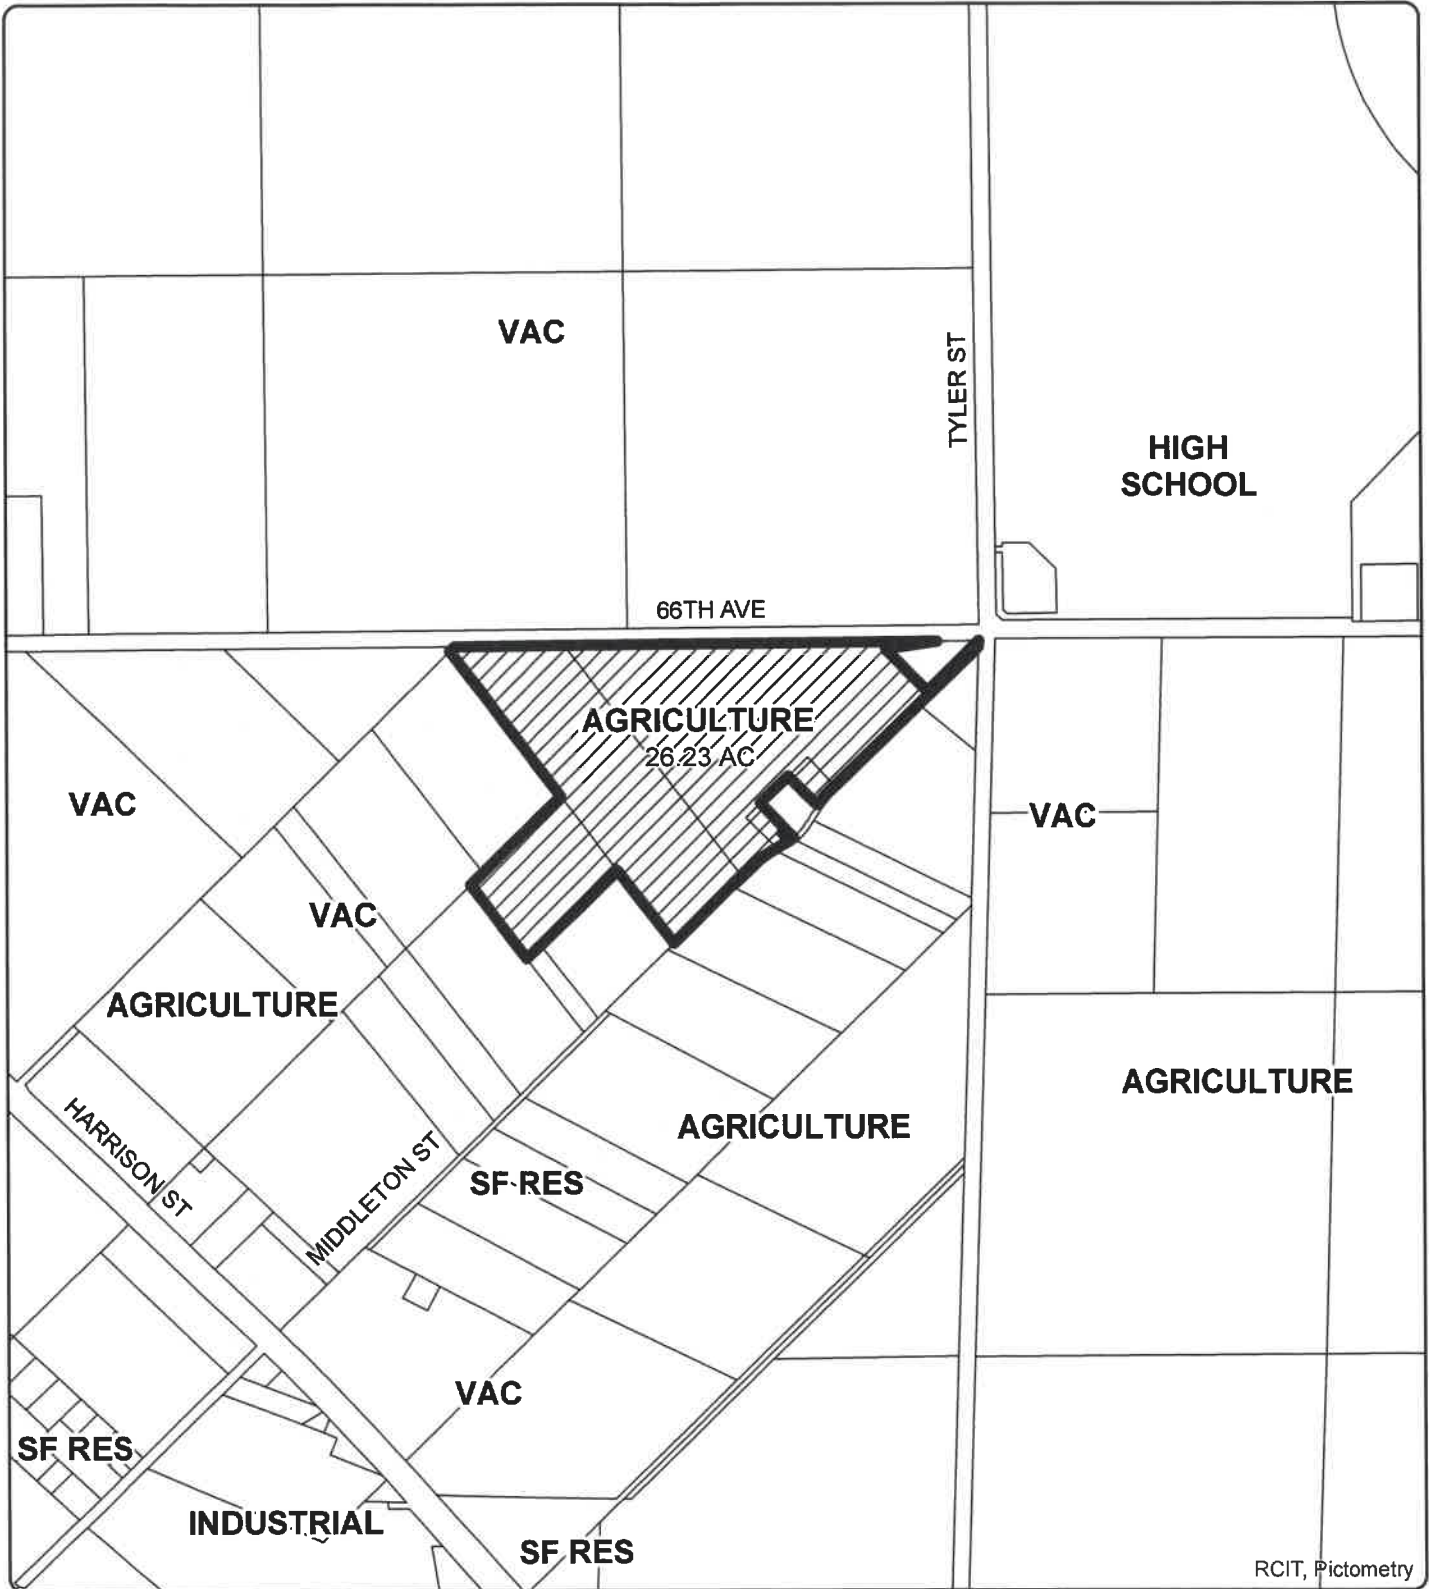 VAC
TYLER ST
HIGH
SCHOOL
66TH AVE
AGRICULTURE
26.23 AC
VAC
VAC
VAC
AGRICULTURE
AGRICULTURE
HARRISON ST
MIDDLETON ST
AGRICULTURE
SF RES
VAC
SF RES
INDUSTRIAL
SF RES
RCIT, Pictometry